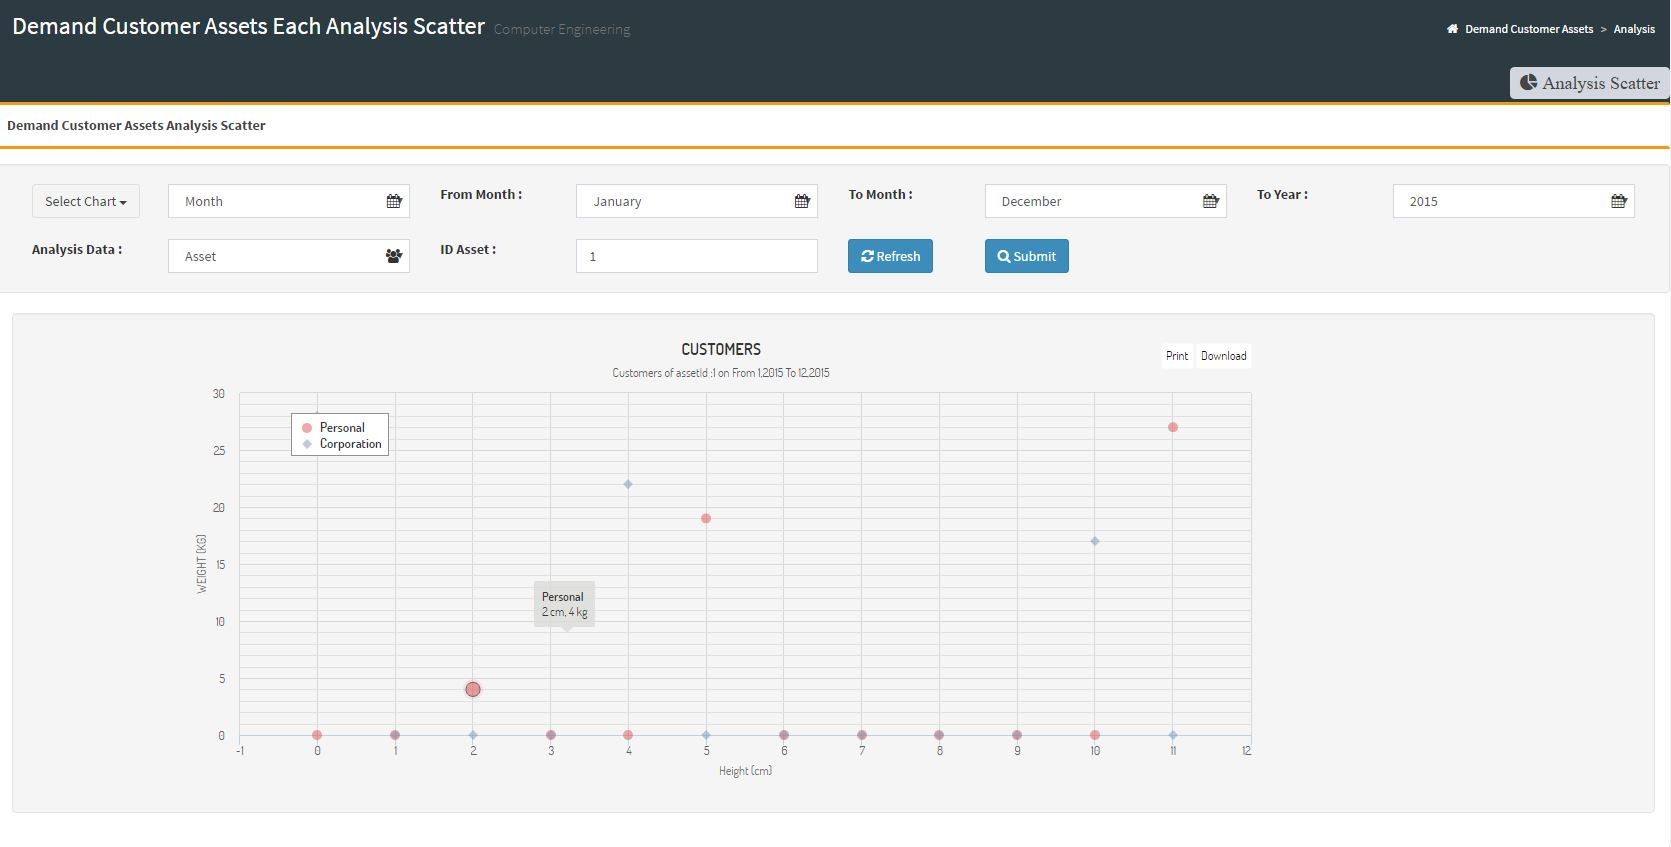 Demand Customer Assets Each Analysis Scatter Computer Engineering
Demand Customer Assets > Analysis
Analysis Scatter
Demand Customer Assets Analysis Scatter
Select Chart Month From Month : January To Month : December To Year : 2015
Analysis Data : Asset ID Asset : 1 Refresh Submit
CUSTOMERS
Print Download
Customers of assetId :1 on From 1,2015 To 12,2015
30
25
20
15
10
5
0
WEIGHT (KG)
Personal
Corporation
Personal
2 cm, 4 kg
-1 0 1 2 3 4 5 6 7 8 9 10 11 12
Height (cm)